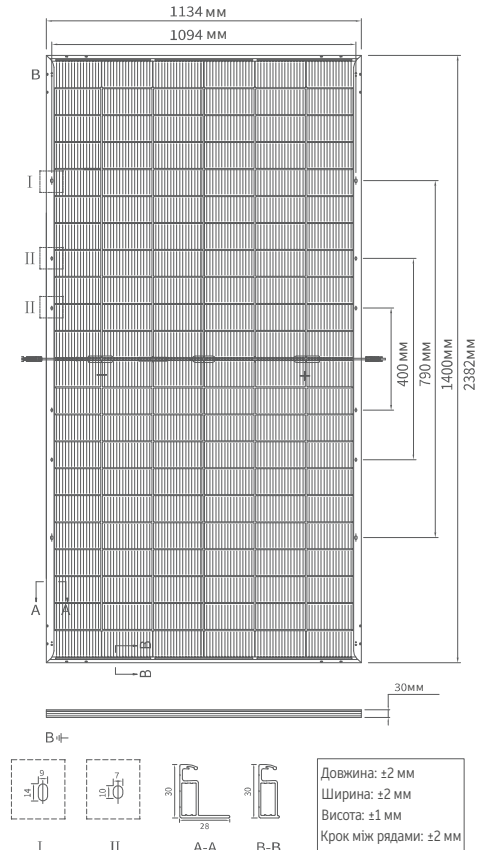 1134 мм
1094 мм
B
I
II
II
− +
400 мм
790 мм
1400мм
2382мм
A A
B
B
30мм
B
9
14
7
10
30
28
30
I II A-A B-B
Довжина: ±2 мм
Ширина: ±2 мм
Висота: ±1 мм
Крок між рядами: ±2 мм